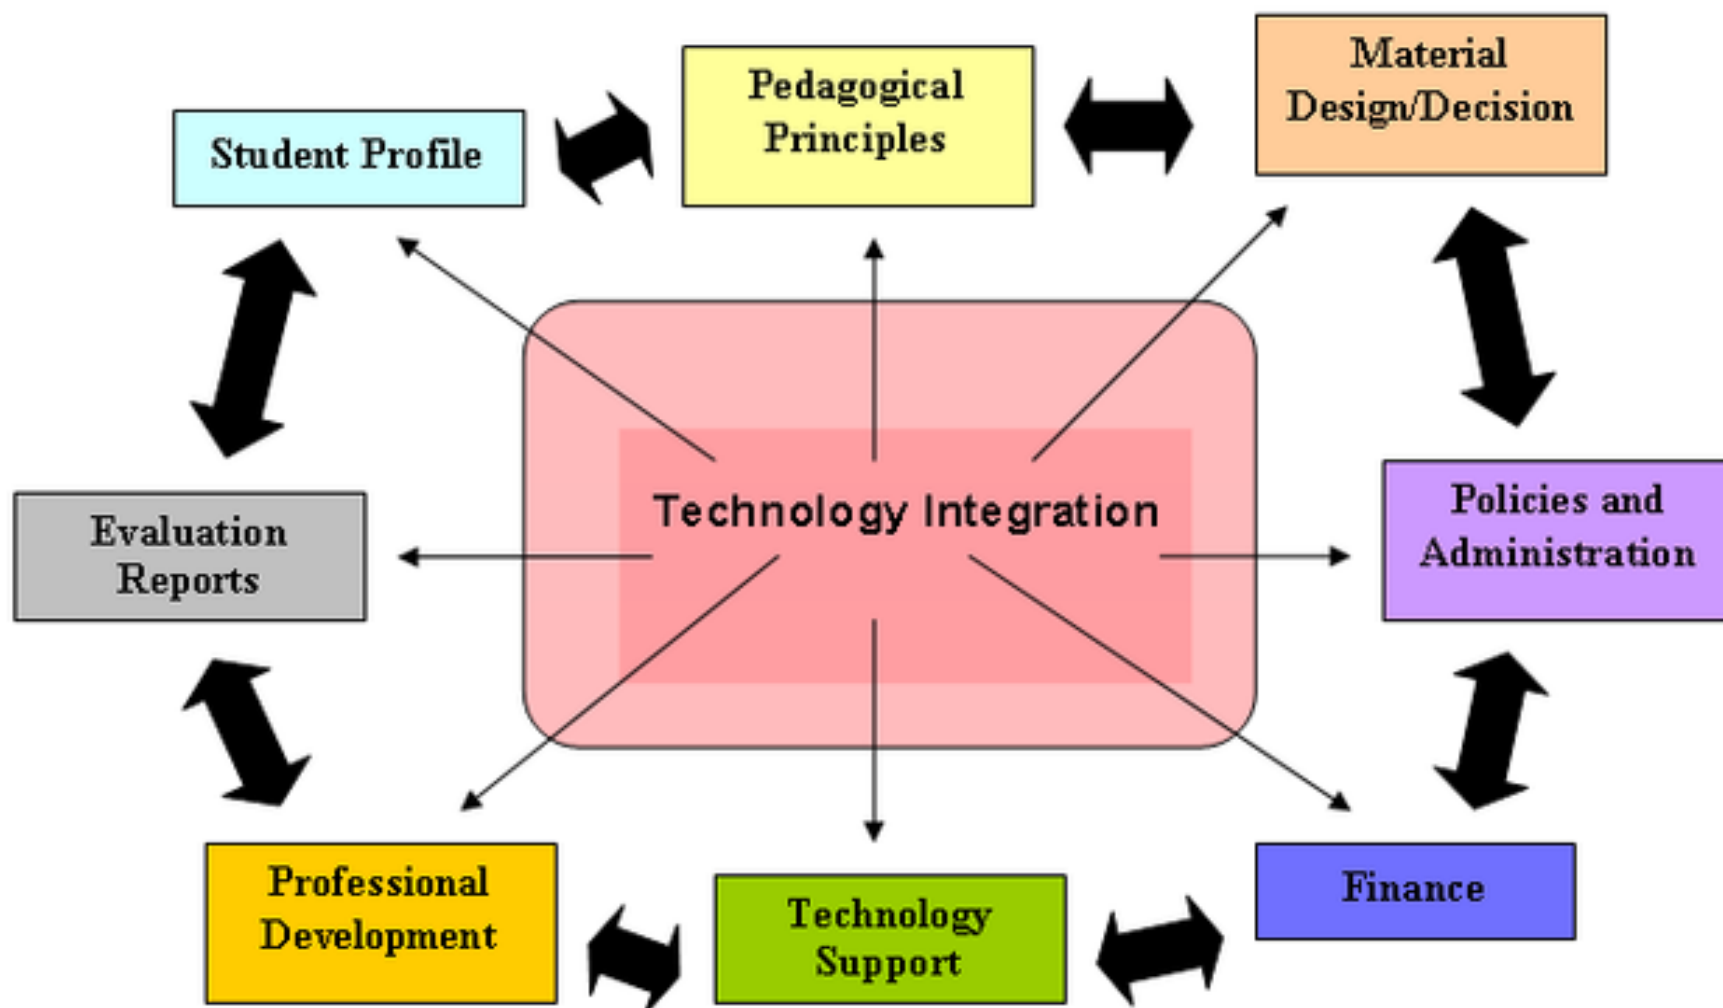 Material
Design/Decision
Pedagogical
Principles
Student Profile
Technology Integration
Policies and
Administration
Evaluation
Reports
Professional
Development
Technology
Support
Finance